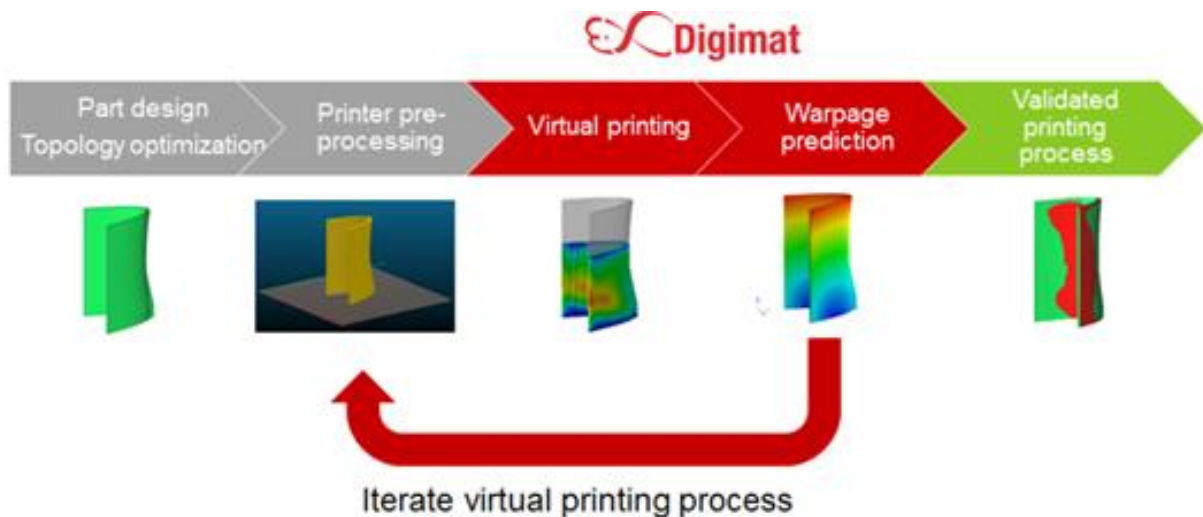 Digimat
Part design
Topology optimization
Printer pre-
processing
Virtual printing
Warpage
prediction
Validated
printing
process
Iterate virtual printing process